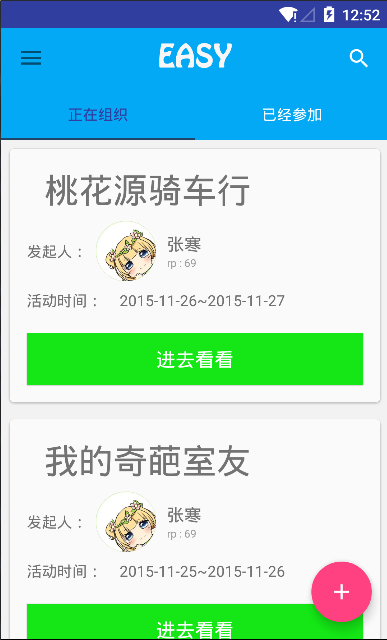 12:52
EASY
正在组织
已经参加
桃花源骑车行
发起人：
张寒
rp : 69
活动时间： 2015-11-26~2015-11-27
进去看看
我的奇葩室友
发起人：
张寒
rp : 69
活动时间： 2015-11-25~2015-11-26
进去看看